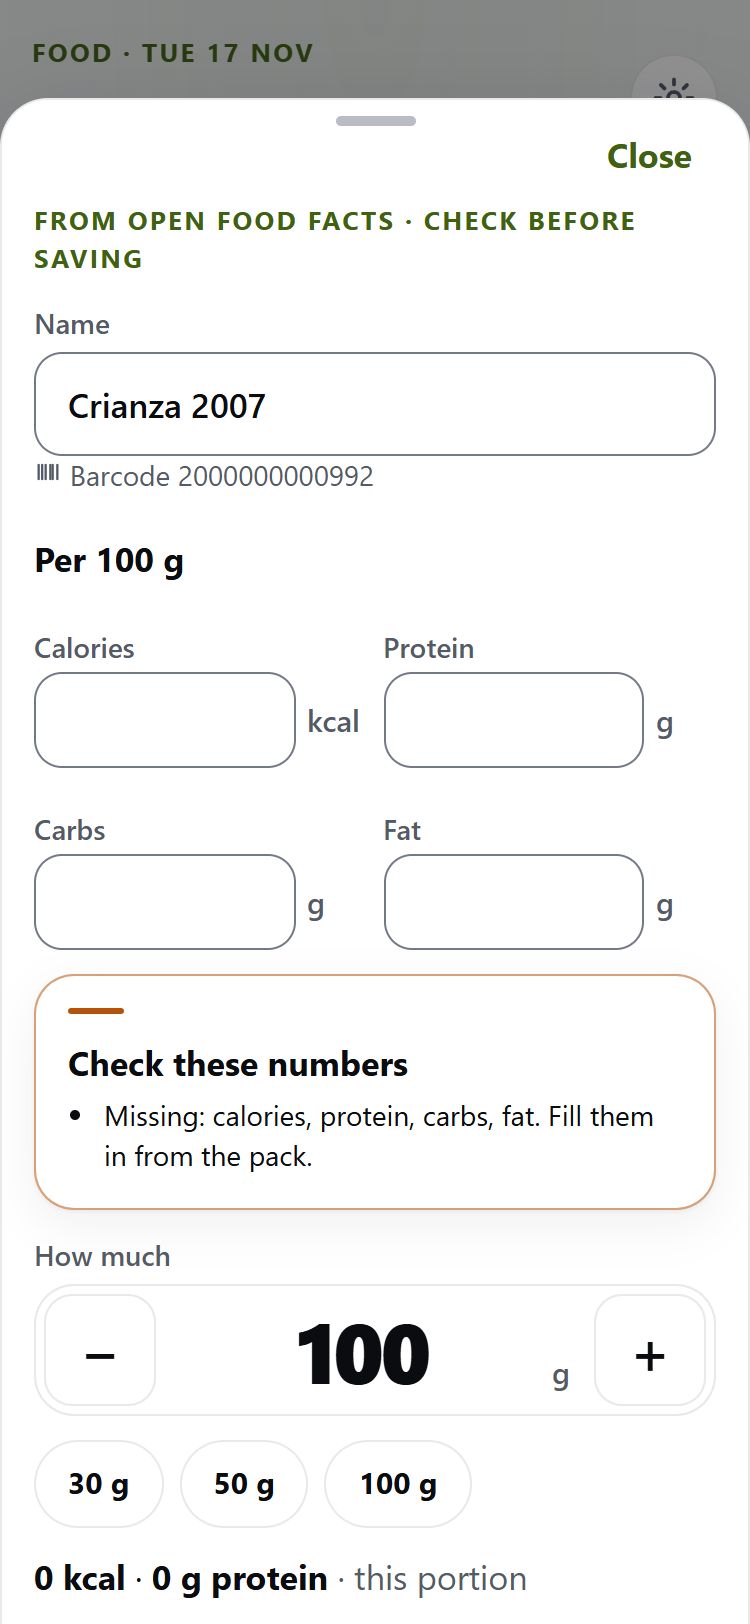 FOOD · TUE 17 NOV
Close
FROM OPEN FOOD FACTS · CHECK BEFORE
SAVING
Name
Crianza 2007
Barcode 2000000000992
Per 100 g
Calories
Protein
kcal
g
Carbs
Fat
g
g
Check these numbers
• Missing: calories, protein, carbs, fat. Fill them
in from the pack.
How much
− 100 g +
30 g 50 g 100 g
0 kcal · 0 g protein · this portion